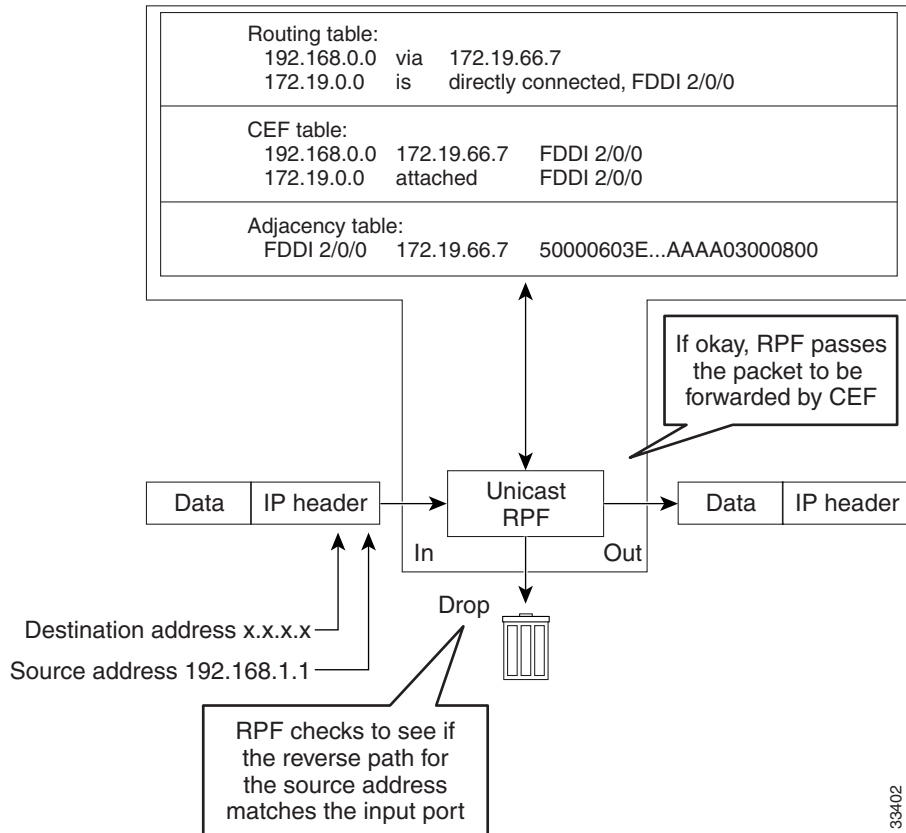 Routing table:
192.168.0.0 via 172.19.66.7
172.19.0.0 is directly connected, FDDI 2/0/0
CEF table:
192.168.0.0 172.19.66.7 FDDI 2/0/0
172.19.0.0 attached FDDI 2/0/0
Adjacency table:
FDDI 2/0/0 172.19.66.7 50000603E...AAAA03000800
If okay, RPF passes
the packet to be
forwarded by CEF
Data IP header
Unicast
RPF
Data IP header
In Out
Drop
Destination address x.x.x.x
Source address 192.168.1.1
RPF checks to see if
the reverse path for
the source address
matches the input port
33402